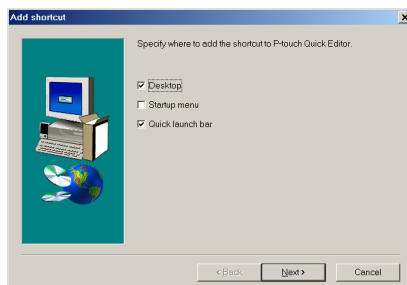 Add shortcut
Specify where to add the shortcut to P-touch Quick Editor.
Desktop
Startup menu
Quick launch bar
< Back
Next >
Cancel